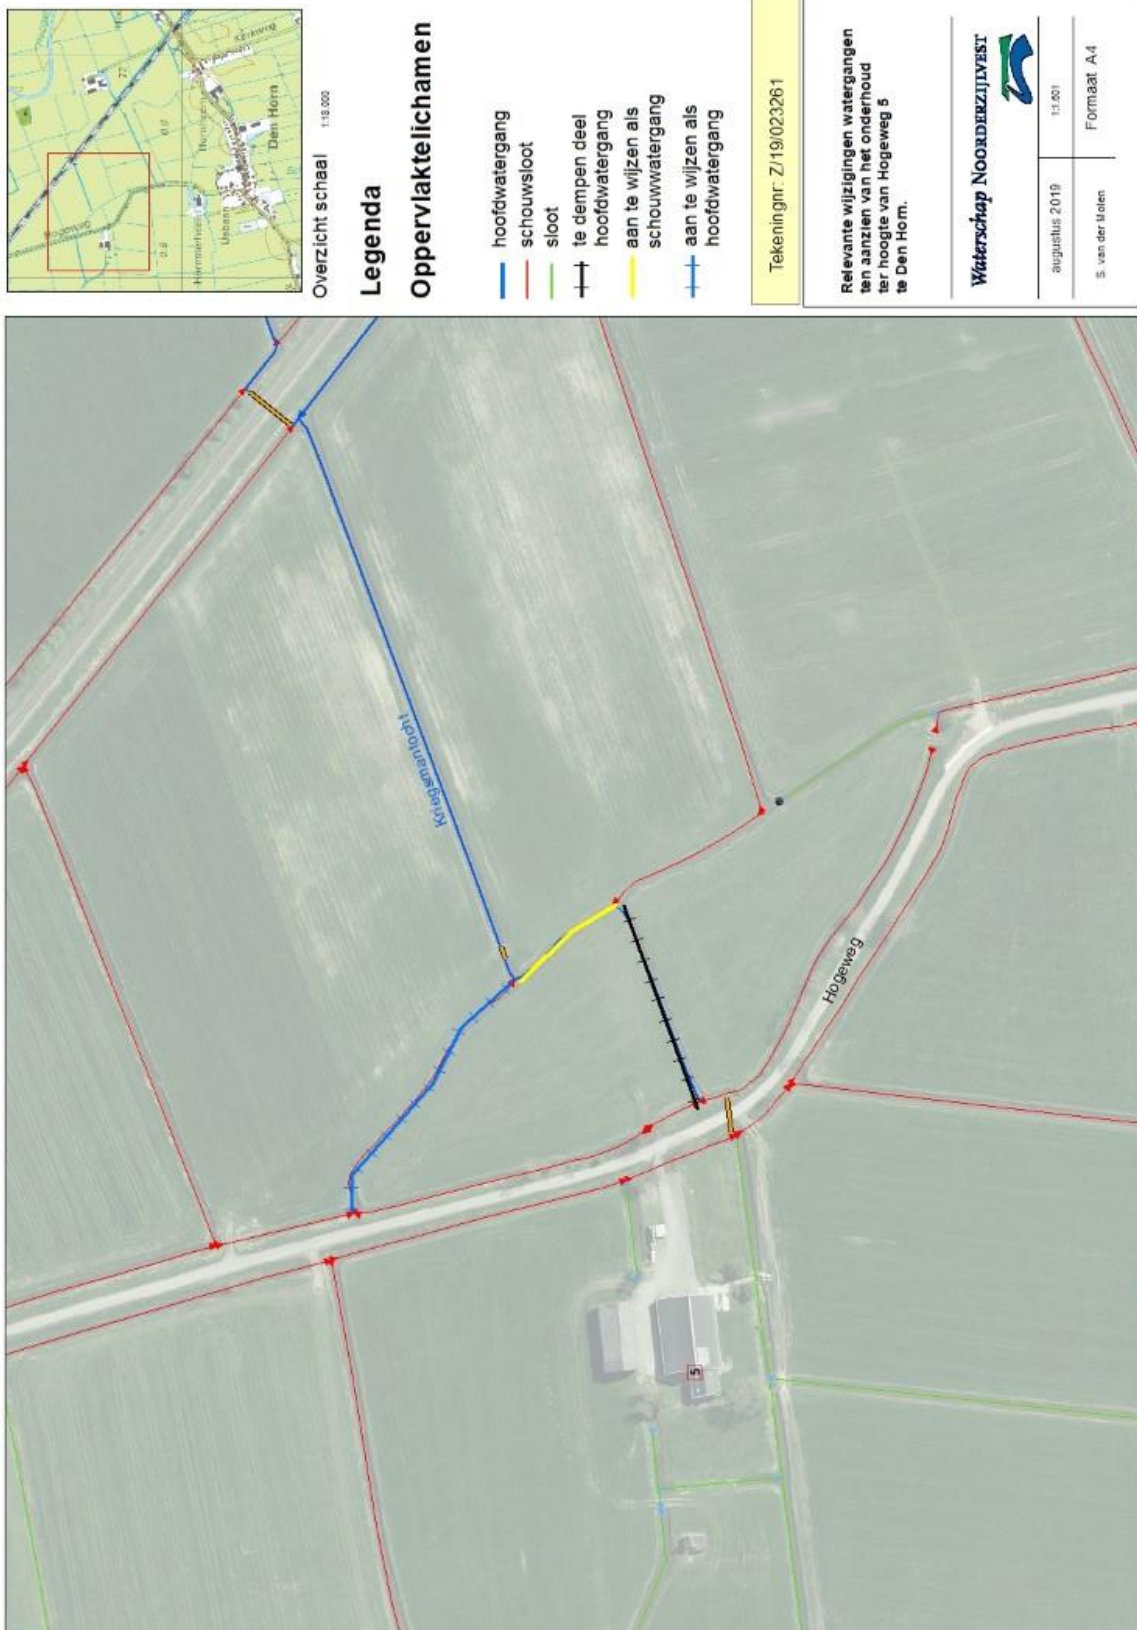 Kerkweg
Hogeweg
Den Horn
Overzicht schaal 1:18.000
Legenda
Oppervlaktelichamen
hoofdwatergang
schouwsloot
sloot
te dempen deel
hoofdwatergang
aan te wijzen als
schouwwatergang
aan te wijzen als
hoofdwatergang
Tekeningnr: Z/19/023261
Relevante wijzigingen watergangen
ten aanzien van het onderhoud
ter hoogte van Hogeweg 5
te Den Horn.
Waterschap NOORDERZIJLVEST
augustus 2019 1:1.601
S. van der Molen Formaat A4
Kriegsmantocht
Hogeweg
5